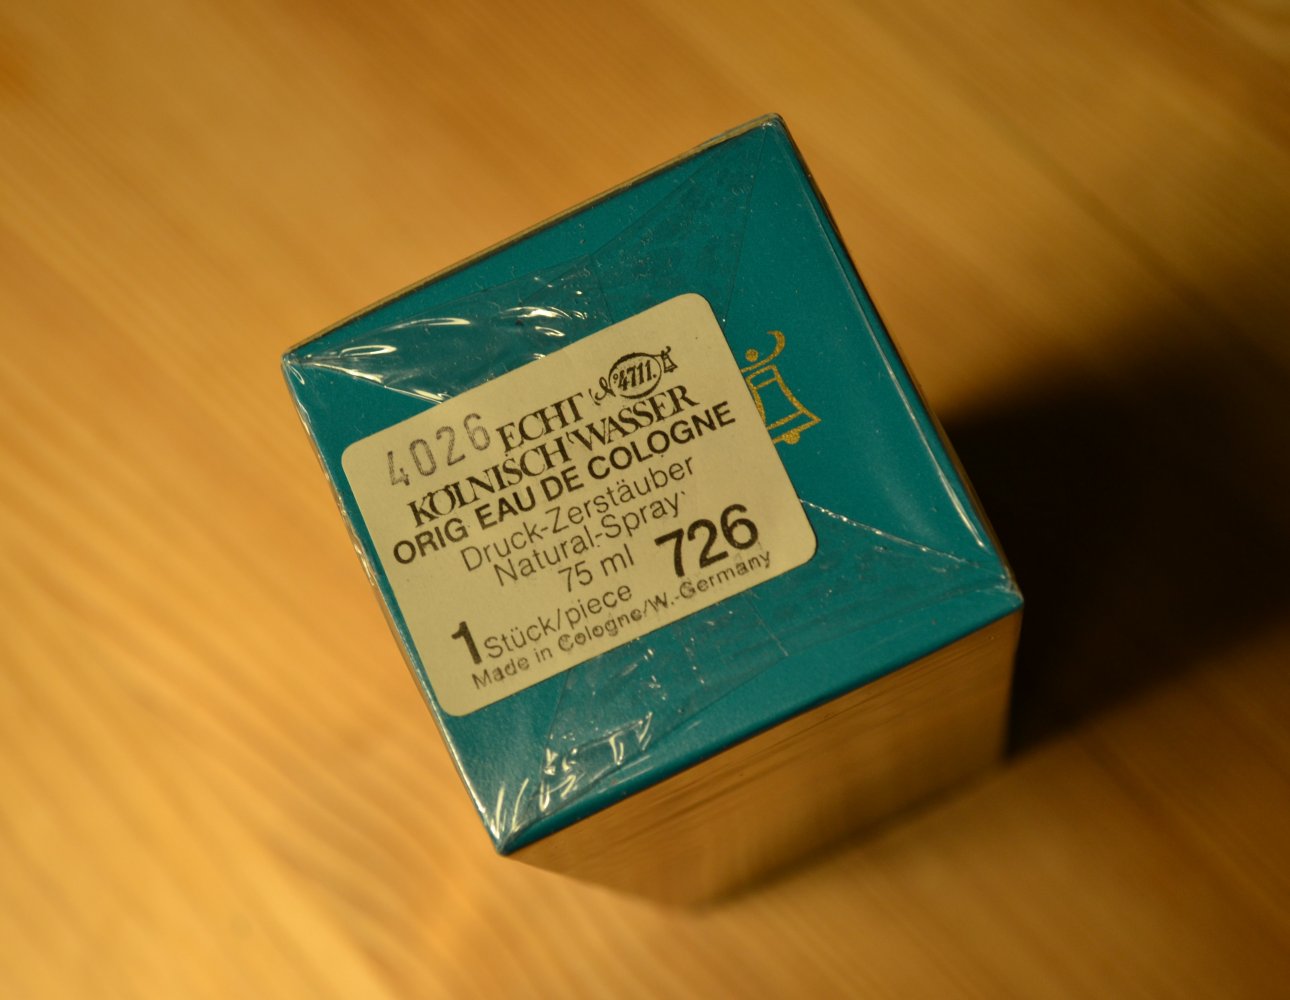 4026 ECHT Nº 4711.
KÖLNISCH WASSER
ORIG EAU DE COLOGNE
Druck-Zerstäuber
Natural-Spray
75 ml 726
1 Stück/piece
Made in Cologne/W.-Germany